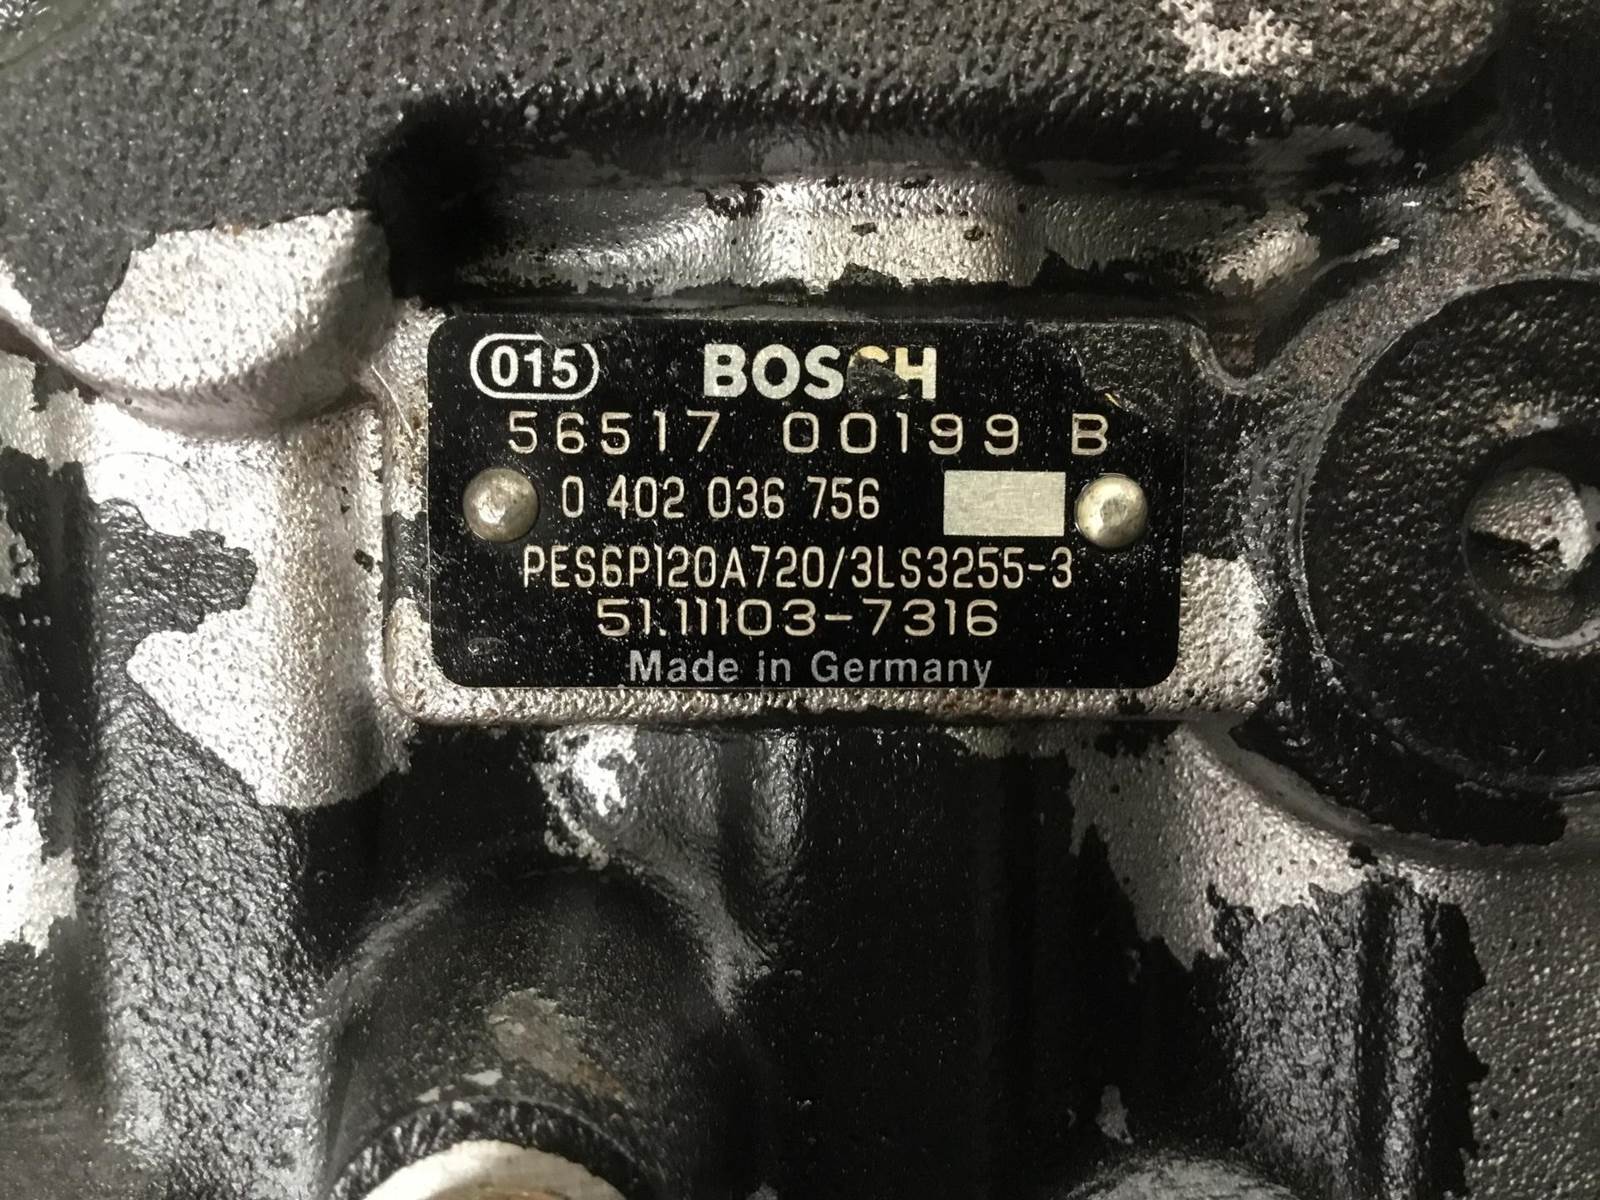 015 BOSCH
56517 00199 B
0 402 036 756
PES6P120A720/3LS3255-3
51.11103-7316
Made in Germany